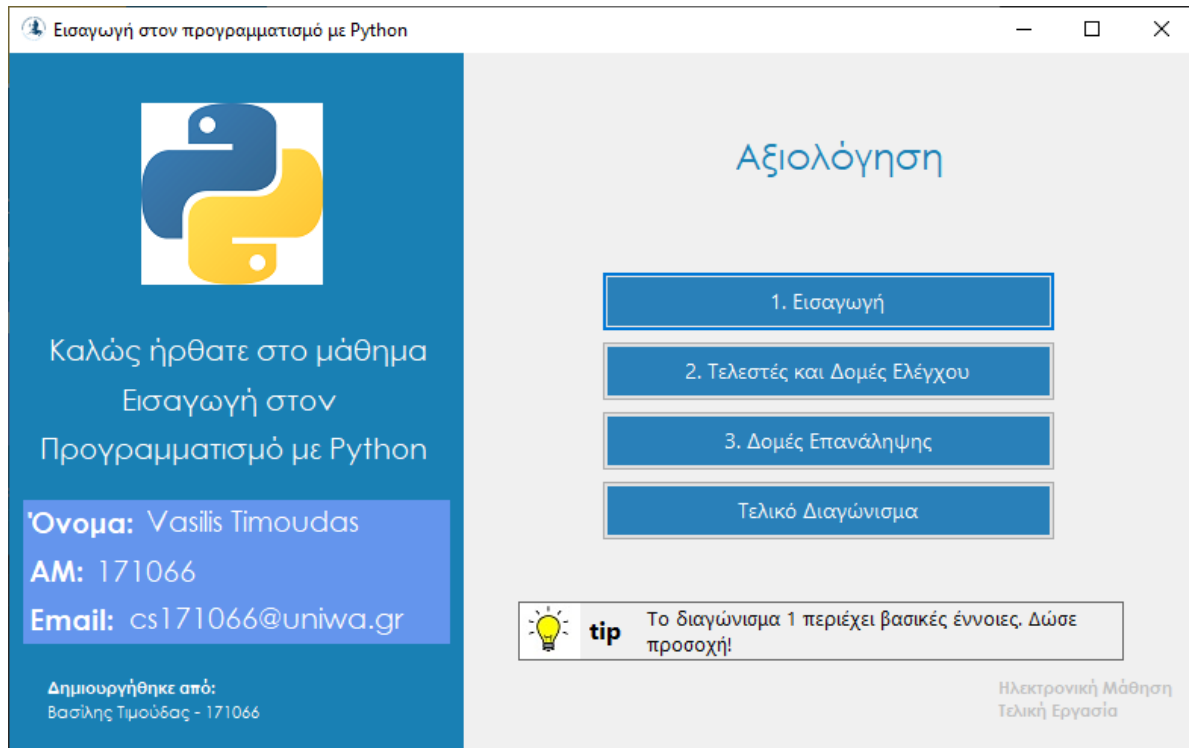 Εισαγωγή στον προγραμματισμό με Python
Καλώς ήρθατε στο μάθημα
Εισαγωγή στον
Προγραμματισμό με Python
Όνομα: Vasilis Timoudas
ΑΜ: 171066
Email: cs171066@uniwa.gr
Δημιουργήθηκε από:
Βασίλης Τιμούδας - 171066
Αξιολόγηση
1. Εισαγωγή
2. Τελεστές και Δομές Ελέγχου
3. Δομές Επανάληψης
Τελικό Διαγώνισμα
tip
Το διαγώνισμα 1 περιέχει βασικές έννοιες. Δώσε
προσοχή!
Ηλεκτρονική Μάθηση
Τελική Εργασία